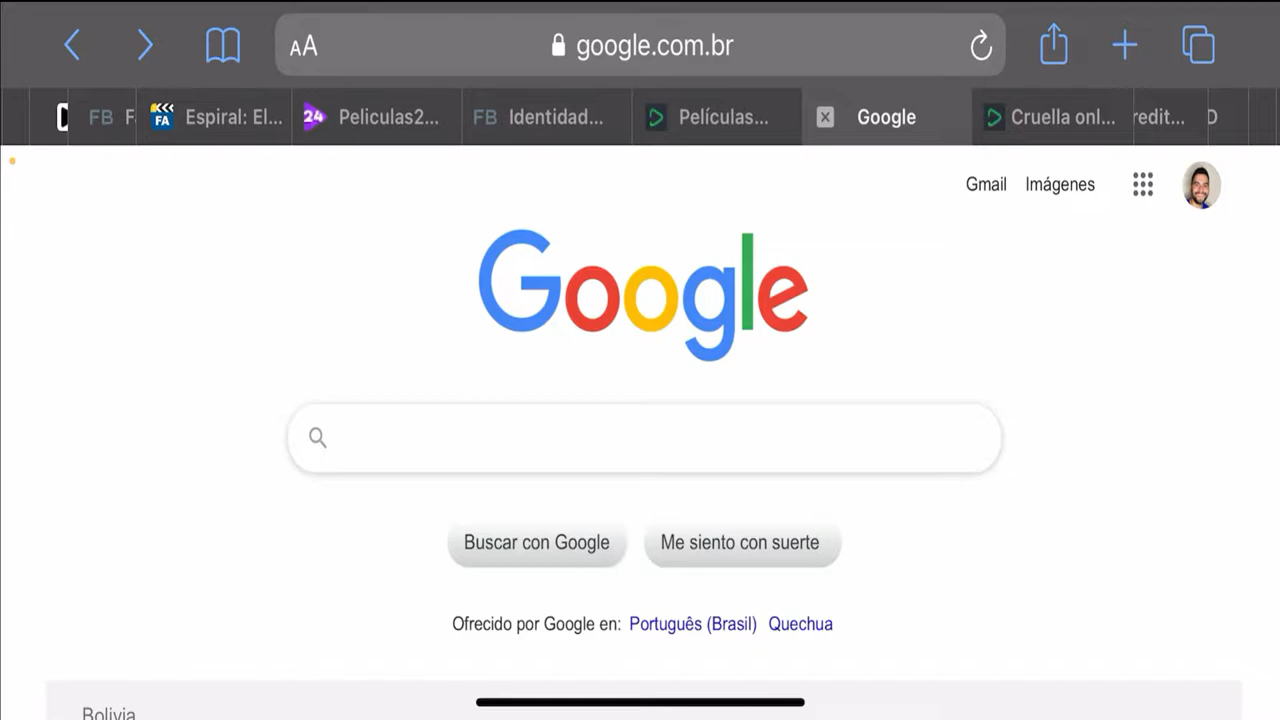 AA google.com.br
FB F Espiral: El... Peliculas2... FB Identidad... Películas... Google Cruella onl... redit... D
Gmail Imágenes
Google
Buscar con Google Me siento con suerte
Ofrecido por Google en: Português (Brasil) Quechua
Bolivia